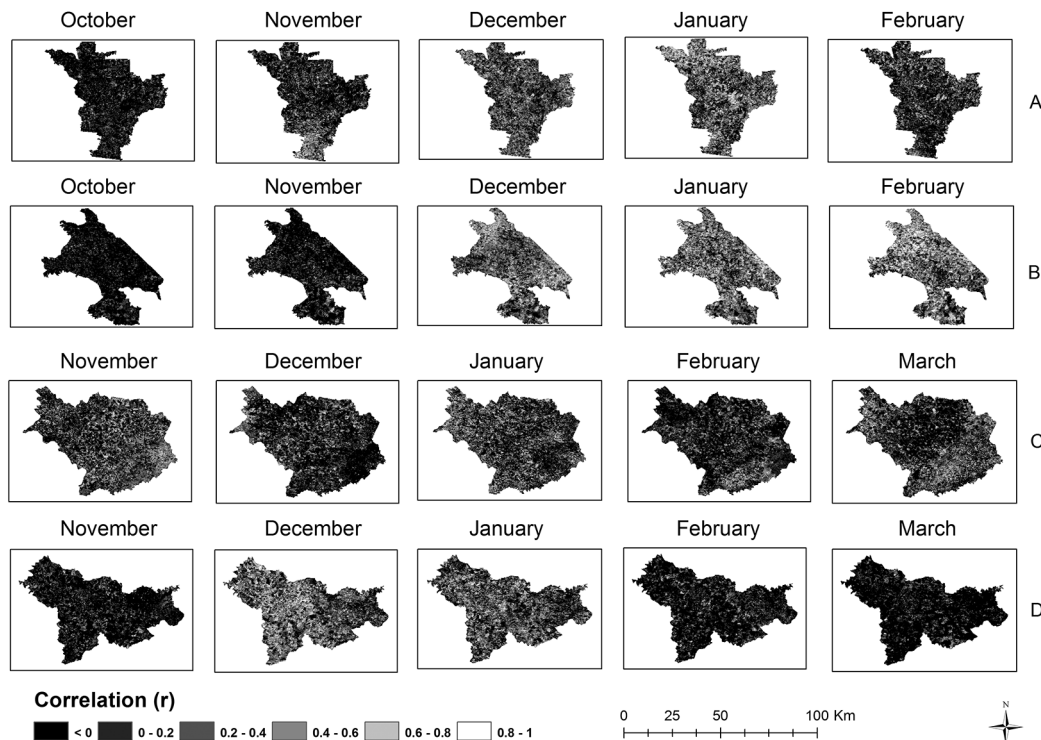 October November December January February
A
October November December January February
B
November December January February March
C
November December January February March
D
Correlation (r)
< 0 0 - 0.2 0.2 - 0.4 0.4 - 0.6 0.6 - 0.8 0.8 - 1
0 25 50 100 Km